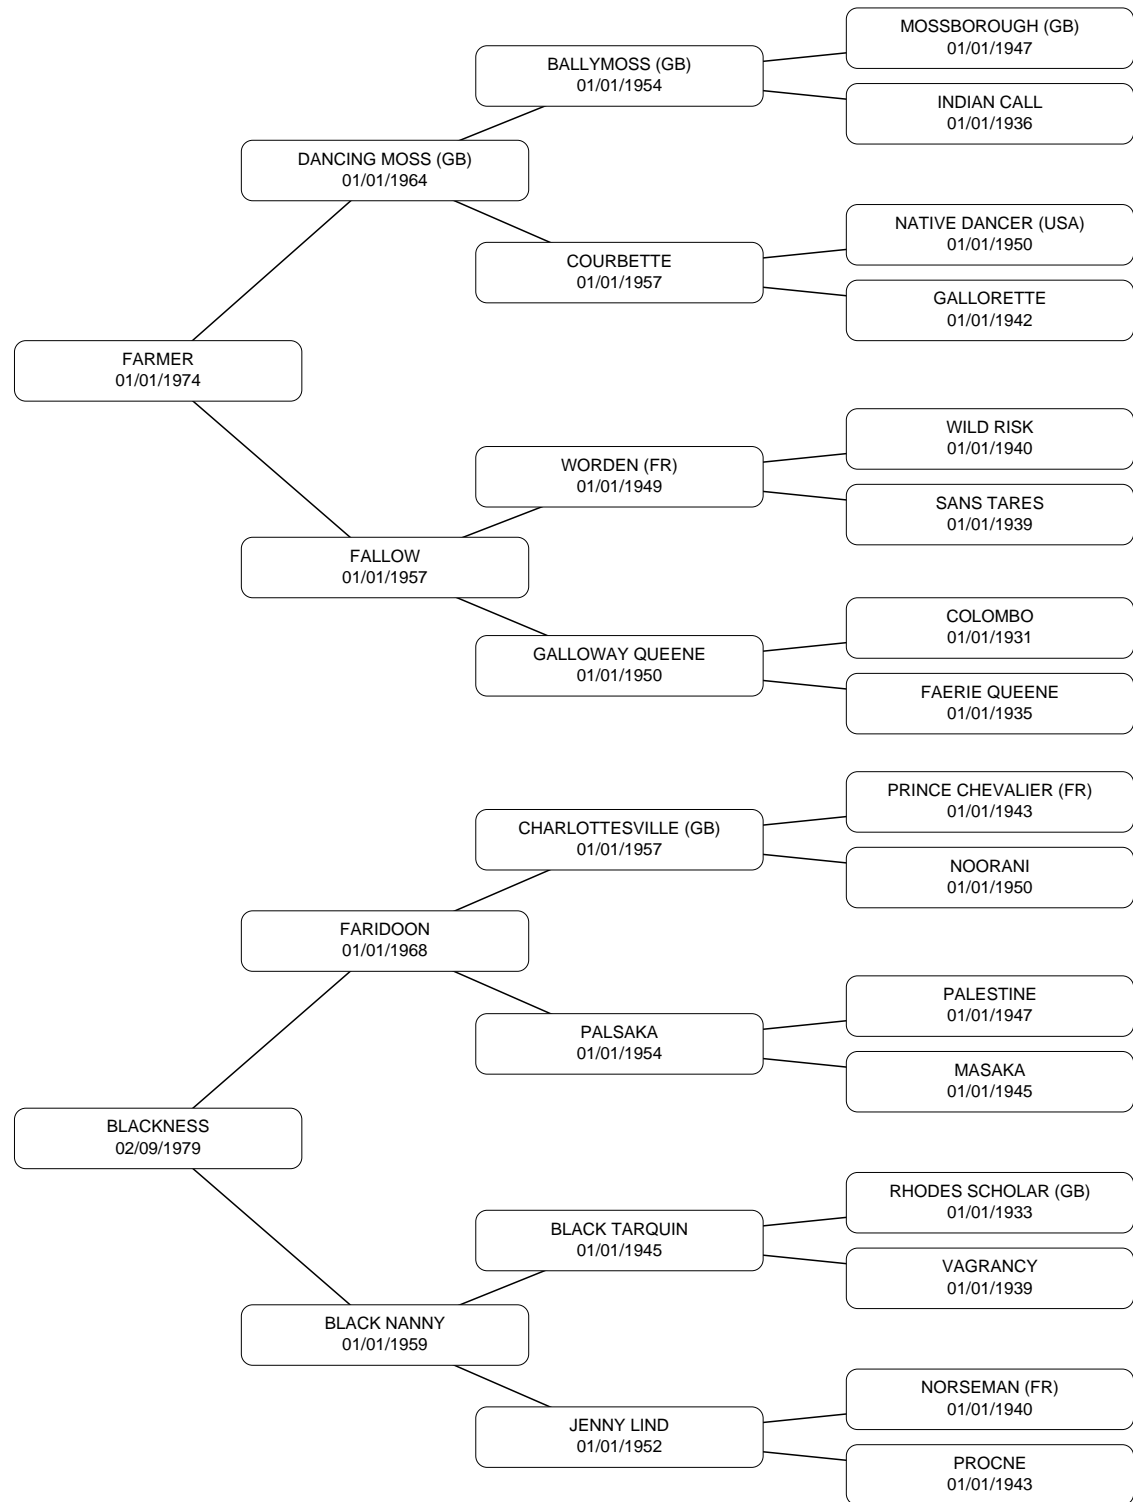 MOSSBOROUGH (GB)
01/01/1947
BALLYMOSS (GB)
01/01/1954
INDIAN CALL
01/01/1936
DANCING MOSS (GB)
01/01/1964
NATIVE DANCER (USA)
01/01/1950
COURBETTE
01/01/1957
GALLORETTE
01/01/1942
FARMER
01/01/1974
WILD RISK
01/01/1940
WORDEN (FR)
01/01/1949
SANS TARES
01/01/1939
FALLOW
01/01/1957
COLOMBO
01/01/1931
GALLOWAY QUEENE
01/01/1950
FAERIE QUEENE
01/01/1935
PRINCE CHEVALIER (FR)
01/01/1943
CHARLOTTESVILLE (GB)
01/01/1957
NOORANI
01/01/1950
FARIDOON
01/01/1968
PALESTINE
01/01/1947
PALSAKA
01/01/1954
MASAKA
01/01/1945
BLACKNESS
02/09/1979
RHODES SCHOLAR (GB)
01/01/1933
BLACK TARQUIN
01/01/1945
VAGRANCY
01/01/1939
BLACK NANNY
01/01/1959
NORSEMAN (FR)
01/01/1940
JENNY LIND
01/01/1952
PROCNE
01/01/1943